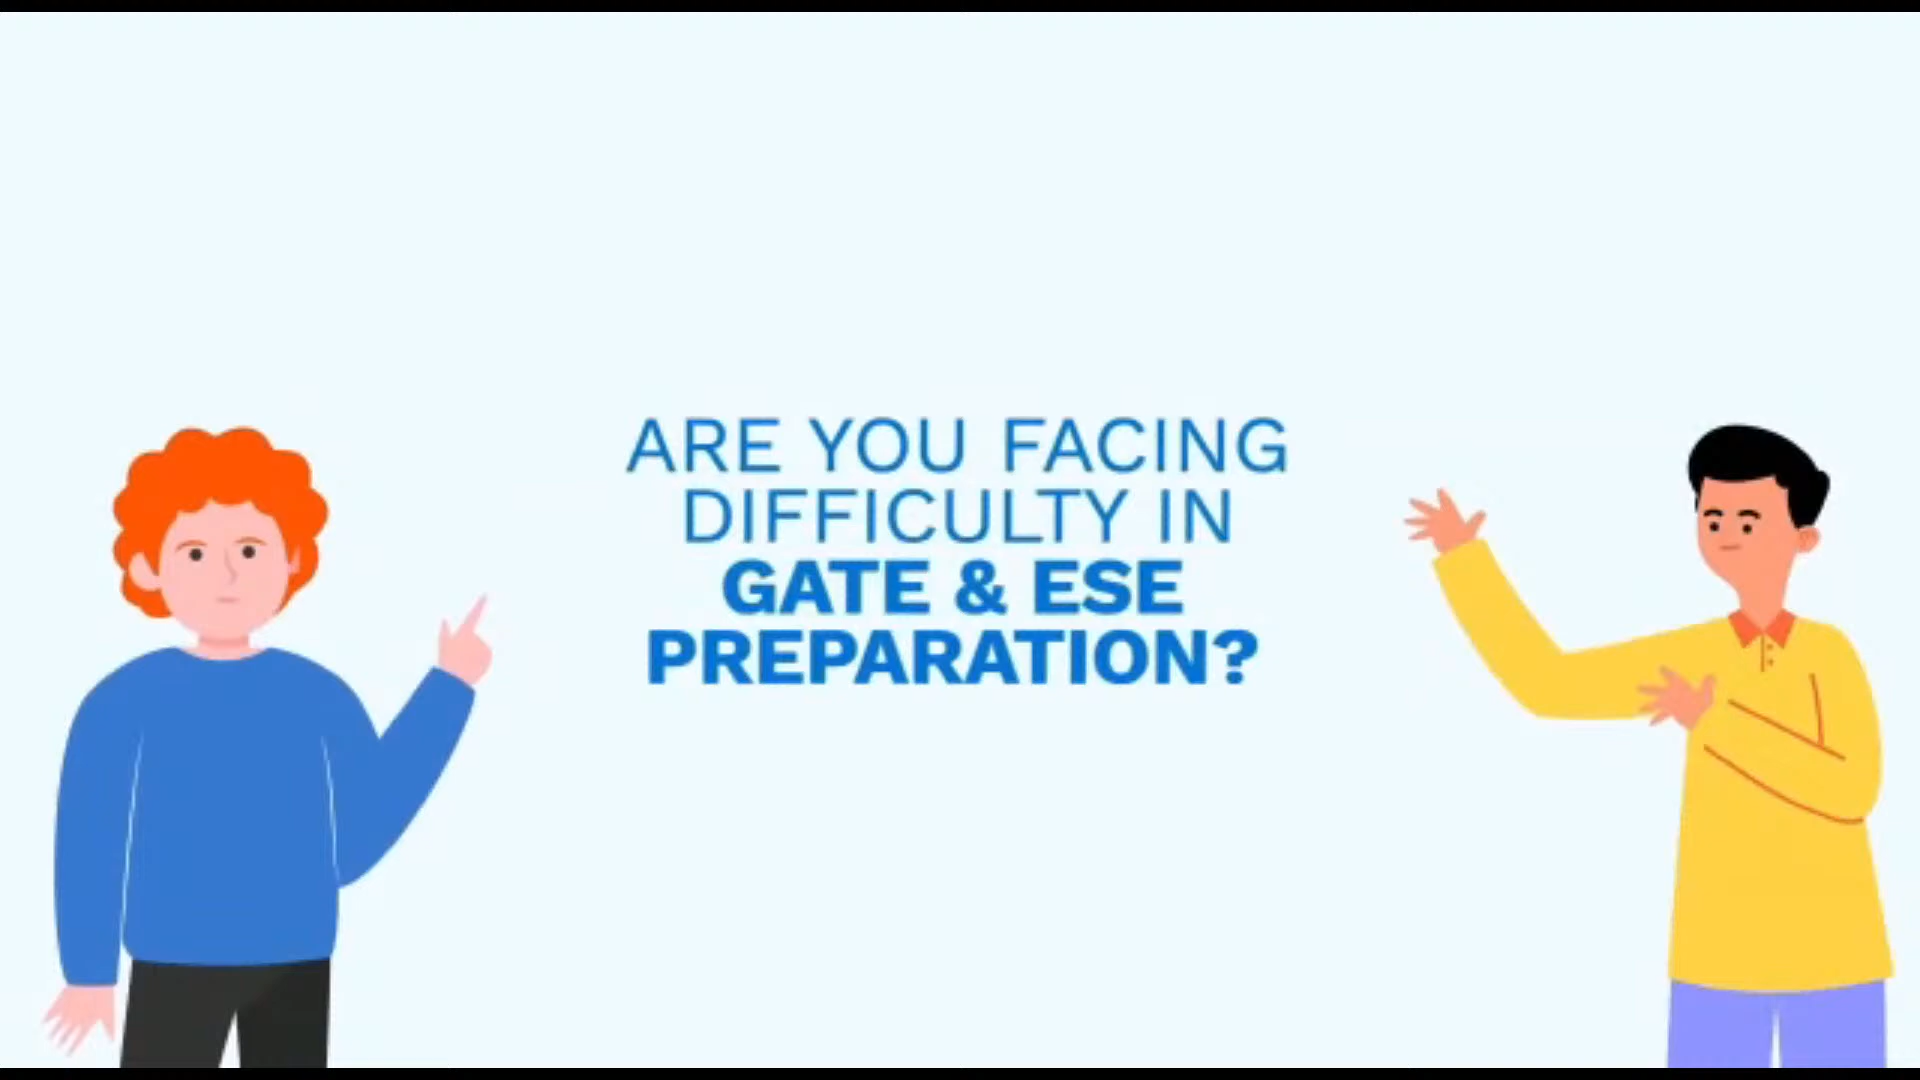 ARE YOU FACING
DIFFICULTY IN
GATE & ESE
PREPARATION?